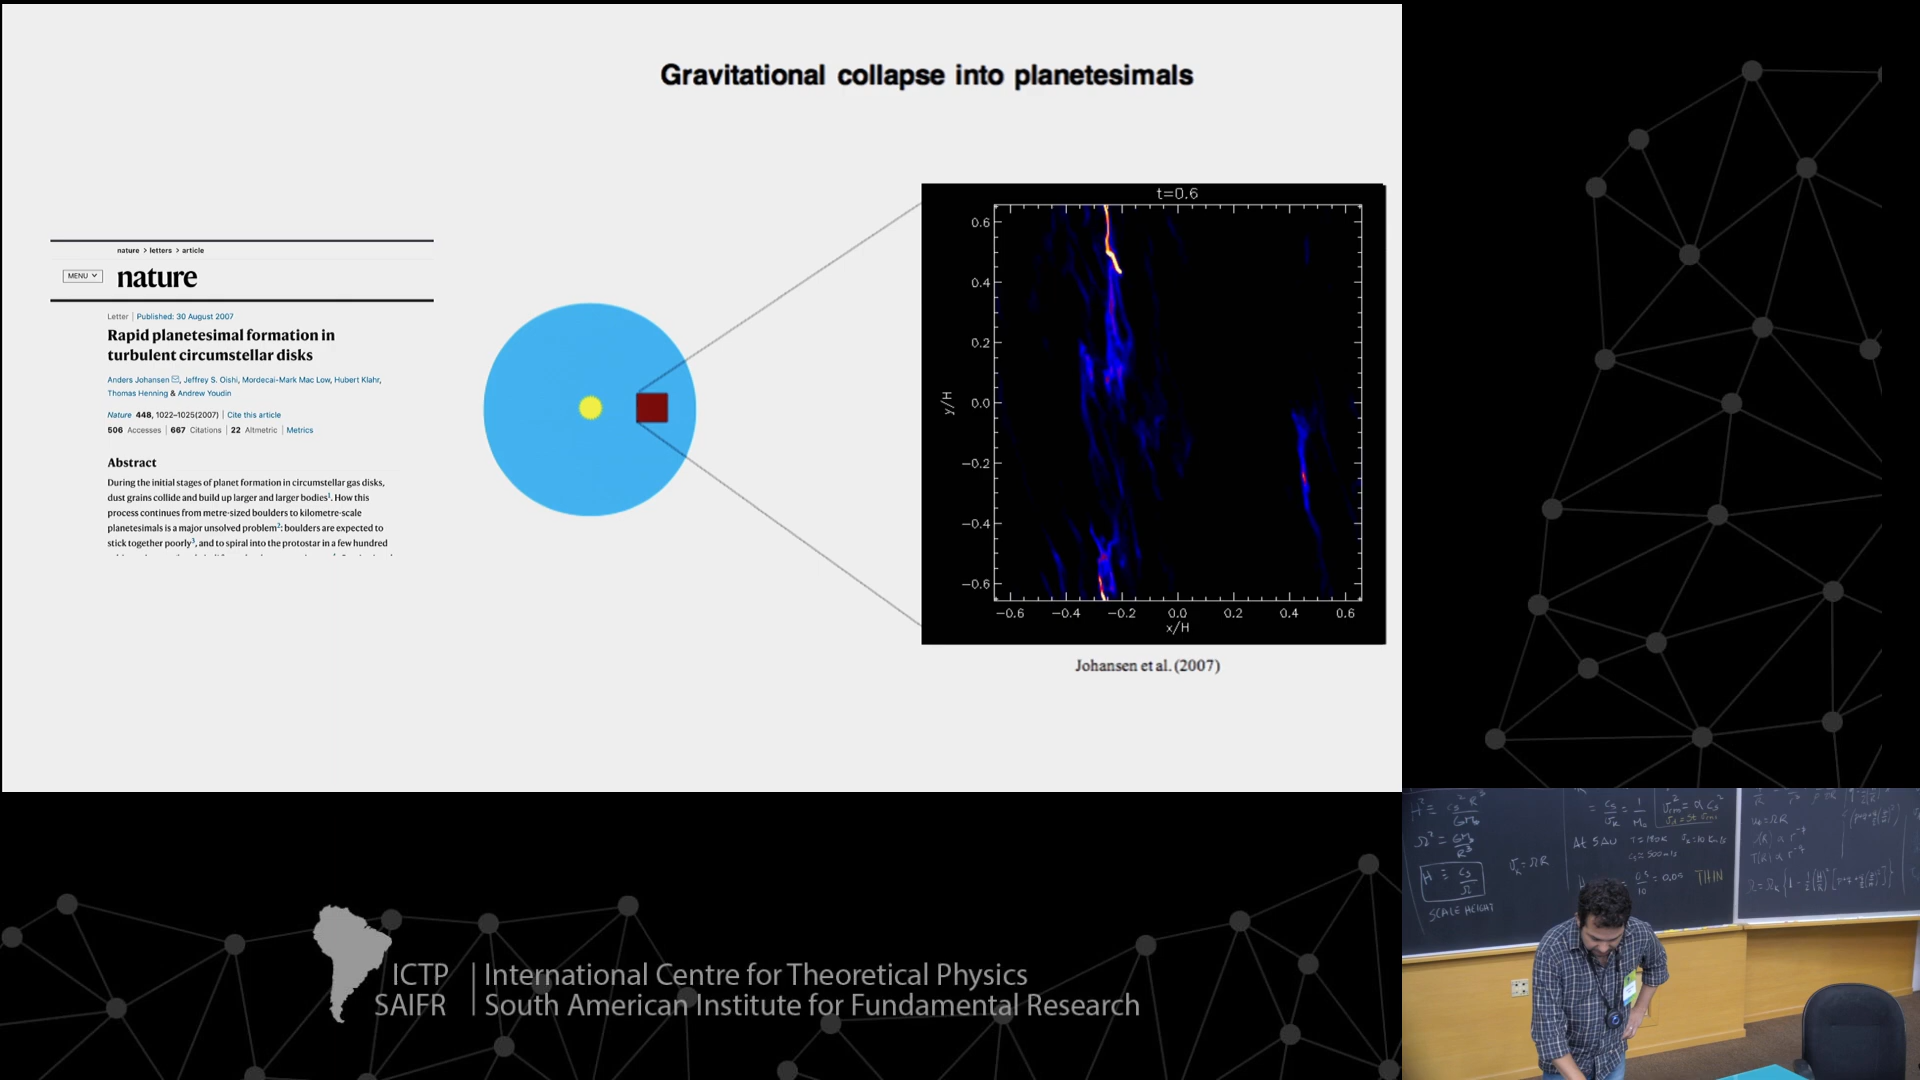 Gravitational collapse into planetesimals
nature > letters > article
MENU
nature
Letter | Published: 30 August 2007
Rapid planetesimal formation in
turbulent circumstellar disks
Anders Johansen, Jeffrey S. Oishi, Mordecai-Mark Mac Low, Hubert Klahr,
Thomas Henning & Andrew Youdin
Nature 448, 1022–1025(2007) | Cite this article
506 Accesses | 667 Citations | 22 Altmetric | Metrics
Abstract
During the initial stages of planet formation in circumstellar gas disks,
dust grains collide and build up larger and larger bodies1. How this
process continues from metre-sized boulders to kilometre-scale
planetesimals is a major unsolved problem2: boulders are expected to
stick together poorly3, and to spiral into the protostar in a few hundred
t=0.6
0.6
0.4
0.2
0.0
−0.2
−0.4
−0.6
y/H
−0.6 −0.4 −0.2 0.0 0.2 0.4 0.6
x/H
Johansen et al. (2007)
SCALE HEIGHT
At 5 AU
THIN
ICTP | International Centre for Theoretical Physics
SAIFR | South American Institute for Fundamental Research